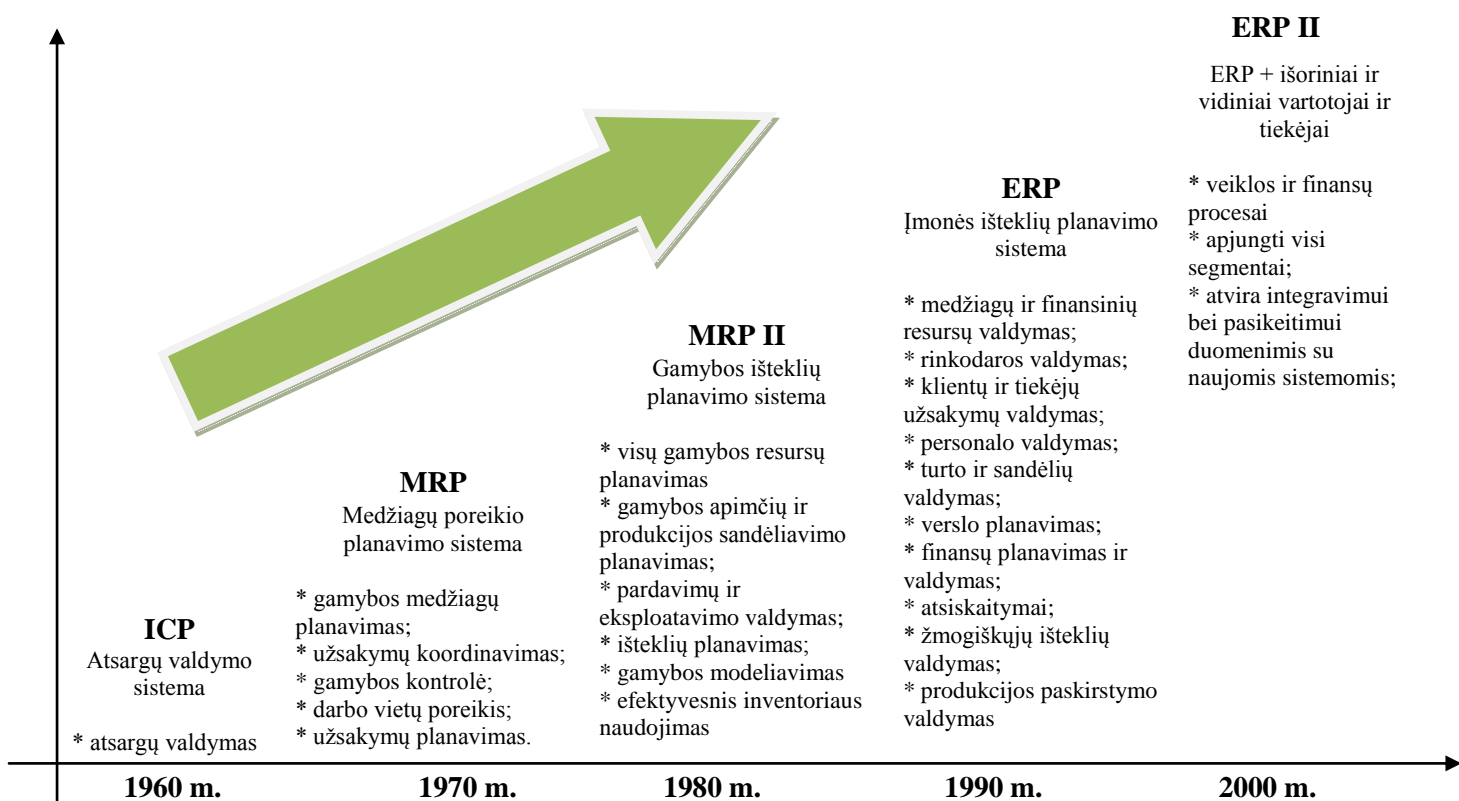 ICP
Atsargų valdymo
sistema
* atsargų valdymas
MRP
Medžiagų poreikio
planavimo sistema
* gamybos medžiagų
planavimas;
* užsakymų koordinavimas;
* gamybos kontrolė;
* darbo vietų poreikis;
* užsakymų planavimas.
MRP II
Gamybos išteklių
planavimo sistema
* visų gamybos resursų
planavimas
* gamybos apimčių ir
produkcijos sandėliavimo
planavimas;
* pardavimų ir
eksploatavimo valdymas;
* išteklių planavimas;
* gamybos modeliavimas
* efektyvesnis inventoriaus
naudojimas
ERP
Įmonės išteklių planavimo
sistema
* medžiagų ir finansinių
resursų valdymas;
* rinkodaros valdymas;
* klientų ir tiekėjų
užsakymų valdymas;
* personalo valdymas;
* turto ir sandėlių
valdymas;
* verslo planavimas;
* finansų planavimas ir
valdymas;
* atsiskaitymai;
* žmogiškųjų išteklių
valdymas;
* produkcijos paskirstymo
valdymas
ERP II
ERP + išoriniai ir
vidiniai vartotojai ir
tiekėjai
* veiklos ir finansų
procesai
* apjungti visi
segmentai;
* atvira integravimui
bei pasikeitimui
duomenimis su
naujomis sistemomis;
1960 m.
1970 m.
1980 m.
1990 m.
2000 m.